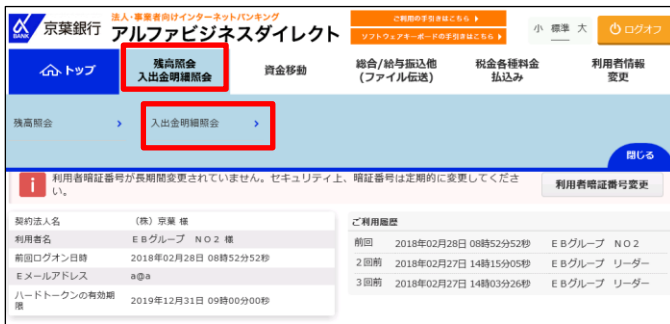 京葉銀行
BANK
法人・事業者向けインターネットバンキング
アルファビジネスダイレクト
ご利用の手引きはこちら
ソフトウェアキーボードの手引きはこちら
小 標準 大
ログオフ
トップ
残高照会
入出金明細照会
資金移動
総合/給与振込他
(ファイル伝送)
税金各種料金
払込み
利用者情報
変更
残高照会 > 入出金明細照会 >
閉じる
利用者暗証番号が長期間変更されていません。セキュリティ上、暗証番号は定期的に変更してくださ
い。
利用者暗証番号変更
契約法人名 (株)京葉 様
利用者名 EBグループ NO2 様
前回ログオン日時 2018年02月28日 08時52分52秒
Eメールアドレス a@a
ハードトークンの有効期
限 2019年12月31日 09時00分00秒
ご利用履歴
前回 2018年02月28日 08時52分52秒 EBグループ NO2
2回前 2018年02月27日 14時15分05秒 EBグループ リーダー
3回前 2018年02月27日 14時03分26秒 EBグループ リーダー